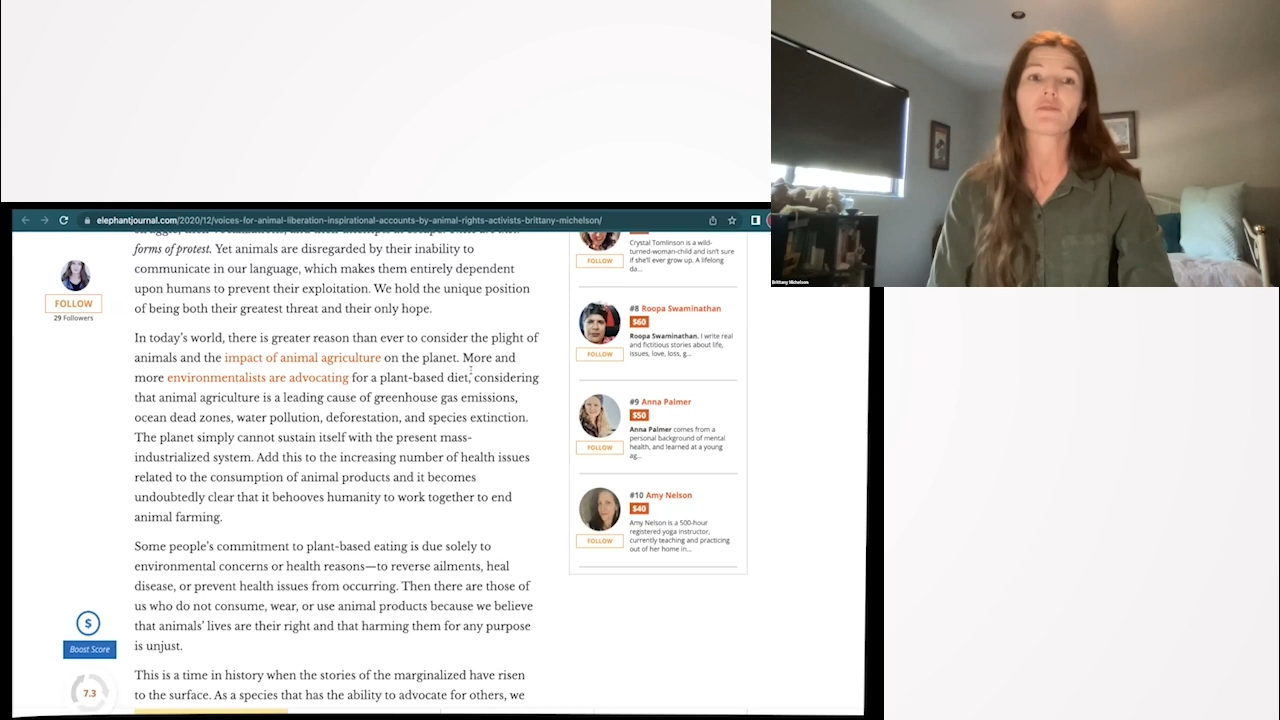 elephantjournal.com/2020/12/voices-for-animal-liberation-inspirational-accounts-by-animal-rights-activists-brittany-michelson/
Brittany Michelson
FOLLOW
29 Followers
forms of protest. Yet animals are disregarded by their inability to
communicate in our language, which makes them entirely dependent
upon humans to prevent their exploitation. We hold the unique position
of being both their greatest threat and their only hope.
In today's world, there is greater reason than ever to consider the plight of
animals and the impact of animal agriculture on the planet. More and
more environmentalists are advocating for a plant-based diet, considering
that animal agriculture is a leading cause of greenhouse gas emissions,
ocean dead zones, water pollution, deforestation, and species extinction.
The planet simply cannot sustain itself with the present mass-
industrialized system. Add this to the increasing number of health issues
related to the consumption of animal products and it becomes
undoubtedly clear that it behooves humanity to work together to end
animal farming.
Some people's commitment to plant-based eating is due solely to
environmental concerns or health reasons—to reverse ailments, heal
disease, or prevent health issues from occurring. Then there are those of
us who do not consume, wear, or use animal products because we believe
that animals' lives are their right and that harming them for any purpose
is unjust.
This is a time in history when the stories of the marginalized have risen
to the surface. As a species that has the ability to advocate for others, we
$
Boost Score
7.3
Crystal Tomlinson is a wild-
turned-woman-child and isn't sure
if she'll ever grow up. A lifelong
da...
FOLLOW
#8 Roopa Swaminathan
$60
Roopa Swaminathan. I write real
and fictitious stories about life,
issues, love, loss, g...
FOLLOW
#9 Anna Palmer
$50
Anna Palmer comes from a
personal background of mental
health, and learned at a young
ag...
FOLLOW
#10 Amy Nelson
$40
Amy Nelson is a 500-hour
registered yoga instructor,
currently teaching and practicing
out of her home in...
FOLLOW